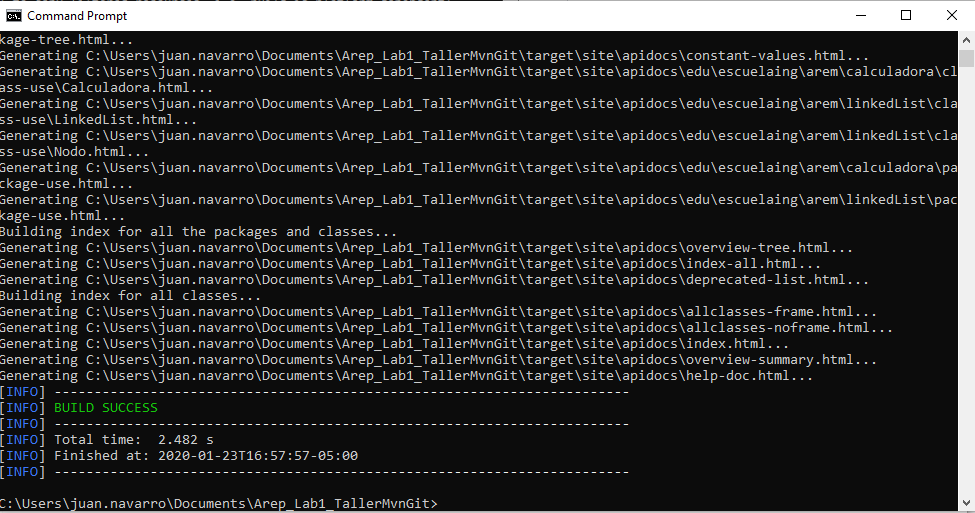 Command Prompt
kage-tree.html...
Generating C:\Users\juan.navarro\Documents\Arep_Lab1_TallerMvnGit\target\site\apidocs\constant-values.html...
Generating C:\Users\juan.navarro\Documents\Arep_Lab1_TallerMvnGit\target\site\apidocs\edu\escuelaing\arem\calculadora\cl
ass-use\Calculadora.html...
Generating C:\Users\juan.navarro\Documents\Arep_Lab1_TallerMvnGit\target\site\apidocs\edu\escuelaing\arem\linkedList\cla
ss-use\LinkedList.html...
Generating C:\Users\juan.navarro\Documents\Arep_Lab1_TallerMvnGit\target\site\apidocs\edu\escuelaing\arem\linkedList\cla
ss-use\Nodo.html...
Generating C:\Users\juan.navarro\Documents\Arep_Lab1_TallerMvnGit\target\site\apidocs\edu\escuelaing\arem\calculadora\pa
ckage-use.html...
Generating C:\Users\juan.navarro\Documents\Arep_Lab1_TallerMvnGit\target\site\apidocs\edu\escuelaing\arem\linkedList\pac
kage-use.html...
Building index for all the packages and classes...
Generating C:\Users\juan.navarro\Documents\Arep_Lab1_TallerMvnGit\target\site\apidocs\overview-tree.html...
Generating C:\Users\juan.navarro\Documents\Arep_Lab1_TallerMvnGit\target\site\apidocs\index-all.html...
Generating C:\Users\juan.navarro\Documents\Arep_Lab1_TallerMvnGit\target\site\apidocs\deprecated-list.html...
Building index for all classes...
Generating C:\Users\juan.navarro\Documents\Arep_Lab1_TallerMvnGit\target\site\apidocs\allclasses-frame.html...
Generating C:\Users\juan.navarro\Documents\Arep_Lab1_TallerMvnGit\target\site\apidocs\allclasses-noframe.html...
Generating C:\Users\juan.navarro\Documents\Arep_Lab1_TallerMvnGit\target\site\apidocs\index.html...
Generating C:\Users\juan.navarro\Documents\Arep_Lab1_TallerMvnGit\target\site\apidocs\overview-summary.html...
Generating C:\Users\juan.navarro\Documents\Arep_Lab1_TallerMvnGit\target\site\apidocs\help-doc.html...
[INFO] ------------------------------------------------------------------------
[INFO] BUILD SUCCESS
[INFO] ------------------------------------------------------------------------
[INFO] Total time:  2.482 s
[INFO] Finished at: 2020-01-23T16:57:57-05:00
[INFO] ------------------------------------------------------------------------
C:\Users\juan.navarro\Documents\Arep_Lab1_TallerMvnGit>